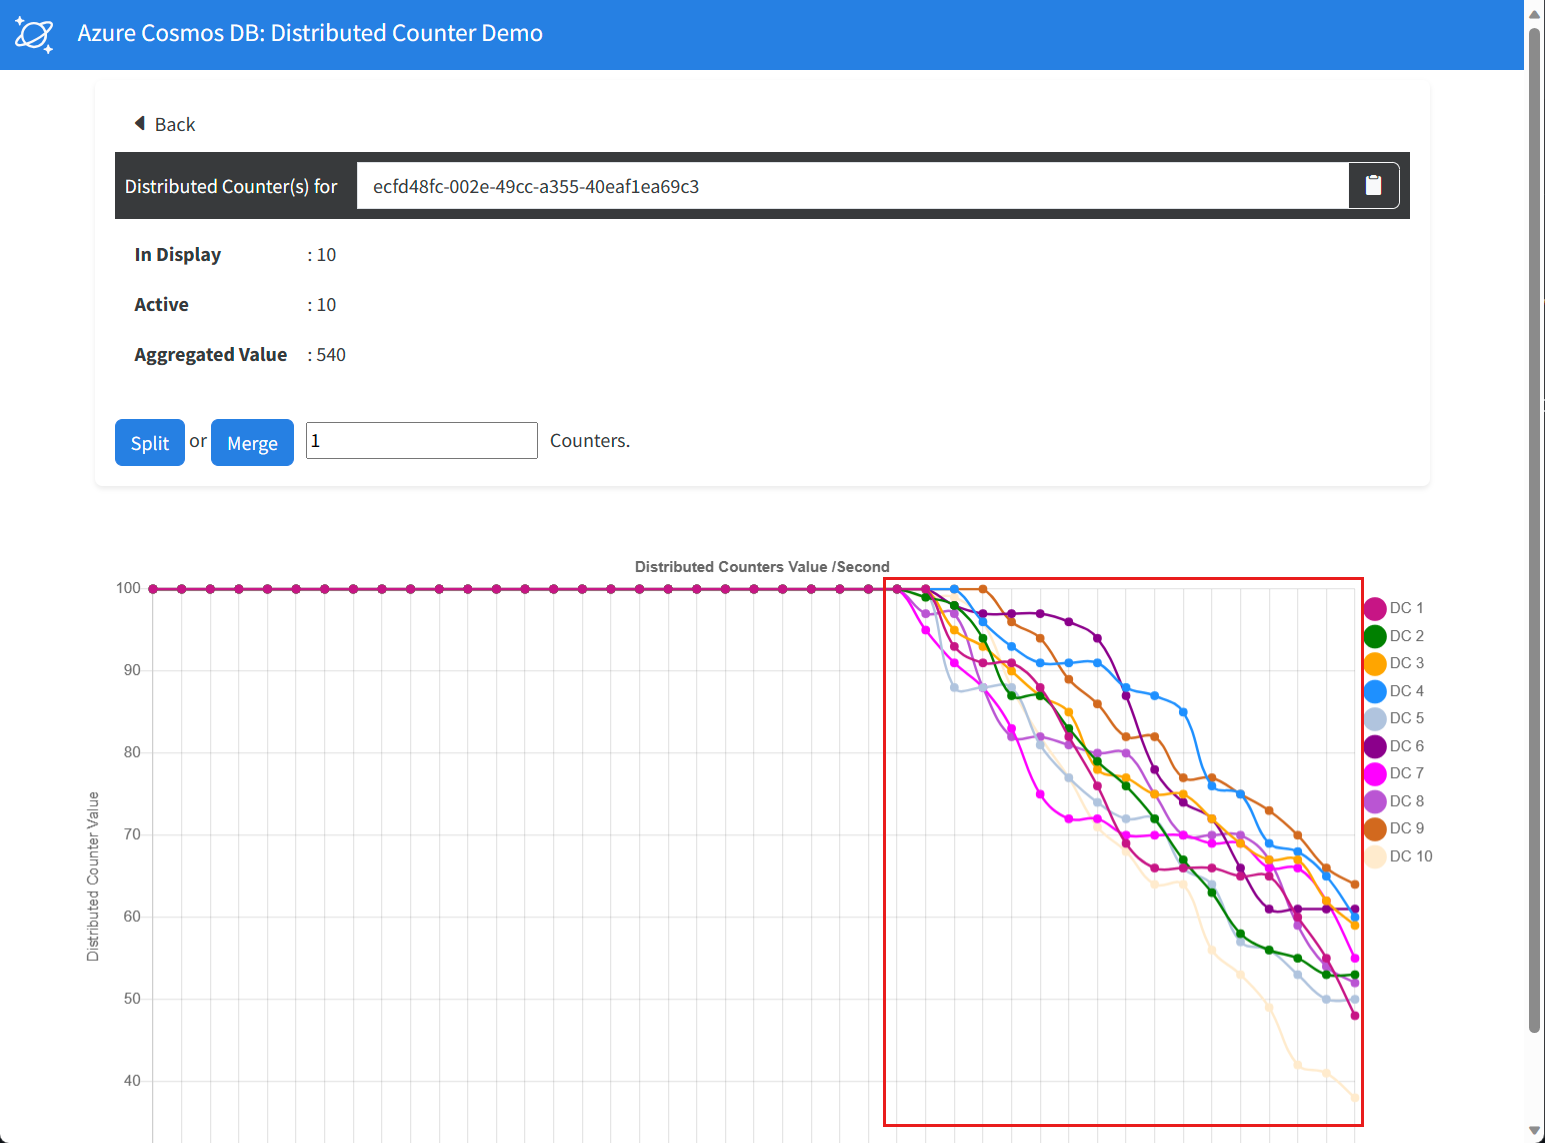 Azure Cosmos DB: Distributed Counter Demo
Back
Distributed Counter(s) for ecfd48fc-002e-49cc-a355-40eaf1ea69c3
In Display : 10
Active : 10
Aggregated Value : 540
Split or Merge 1 Counters.
Distributed Counters Value /Second
100
90
80
70
60
50
40
Distributed Counter Value
DC 1
DC 2
DC 3
DC 4
DC 5
DC 6
DC 7
DC 8
DC 9
DC 10